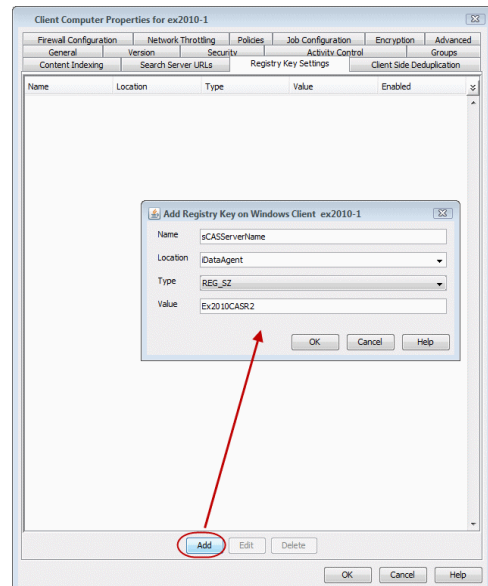 Client Computer Properties for ex2010-1
Firewall Configuration Network Throttling Policies Job Configuration Encryption Advanced
General Version Security Activity Control Groups
Content Indexing Search Server URLs Registry Key Settings Client Side Deduplication
Name Location Type Value Enabled
Add Registry Key on Windows Client ex2010-1
Name sCASServerName
Location iDataAgent
Type REG_SZ
Value Ex2010CASR2
OK Cancel Help
Add Edit Delete
OK Cancel Help